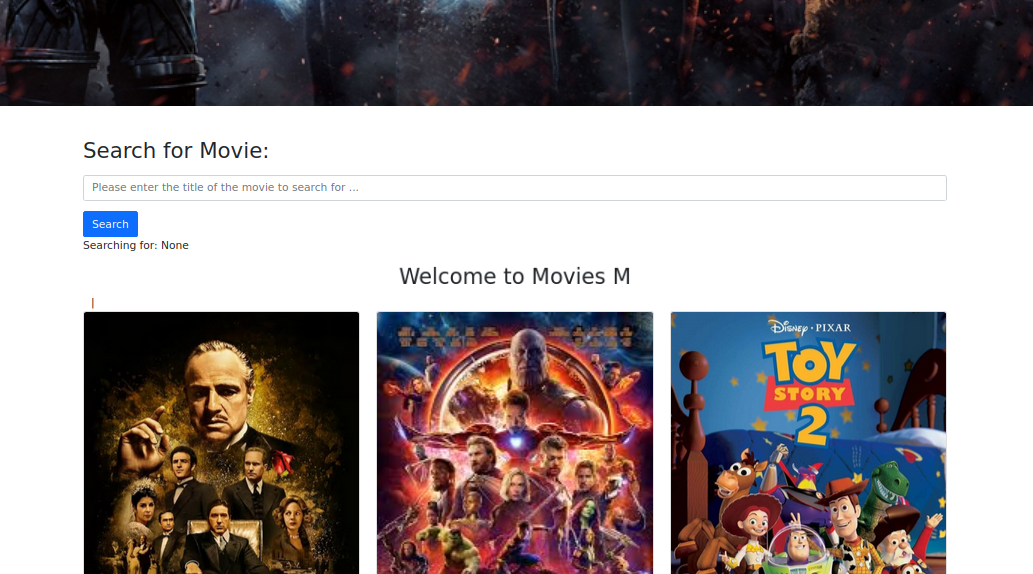 Search for Movie:
Please enter the title of the movie to search for ...
Search
Searching for: None
Welcome to Movies M
|
Disney · PIXAR
TOY
STORY
2